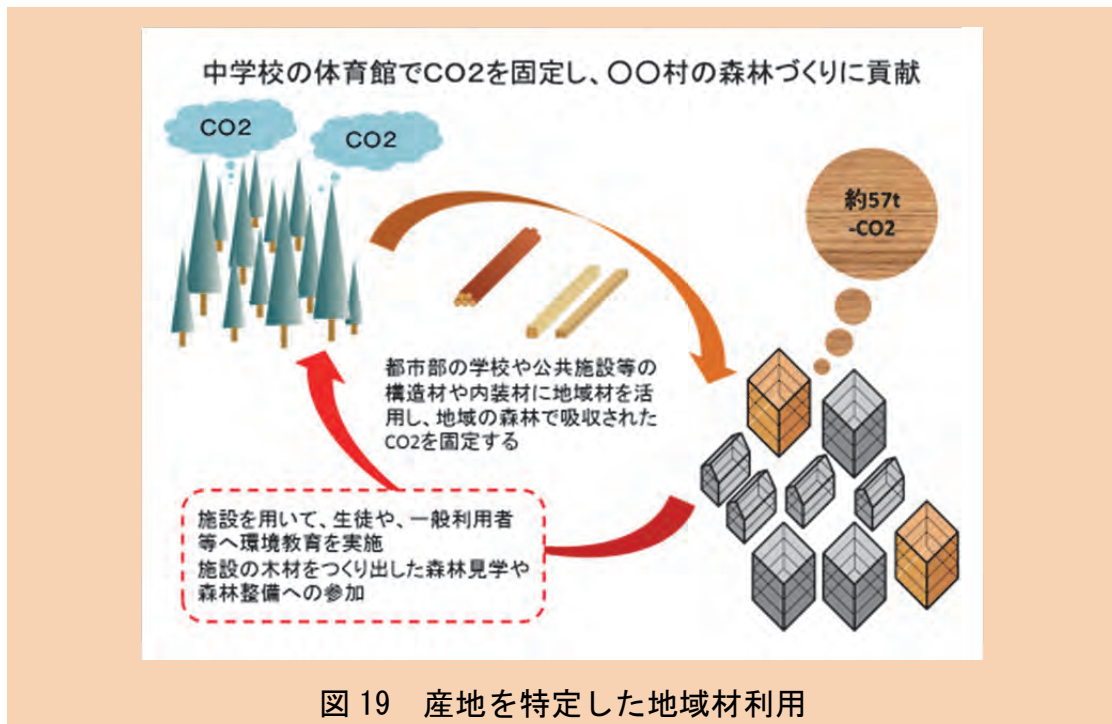 中学校の体育館でCO2を固定し、〇〇村の森林づくりに貢献
CO2
CO2
約57t
-CO2
都市部の学校や公共施設等の
構造材や内装材に地域材を活
用し、地域の森林で吸収された
CO2を固定する
施設を用いて、生徒や、一般利用者
等へ環境教育を実施
施設の木材をつくり出した森林見学や
森林整備への参加
図 19 産地を特定した地域材利用